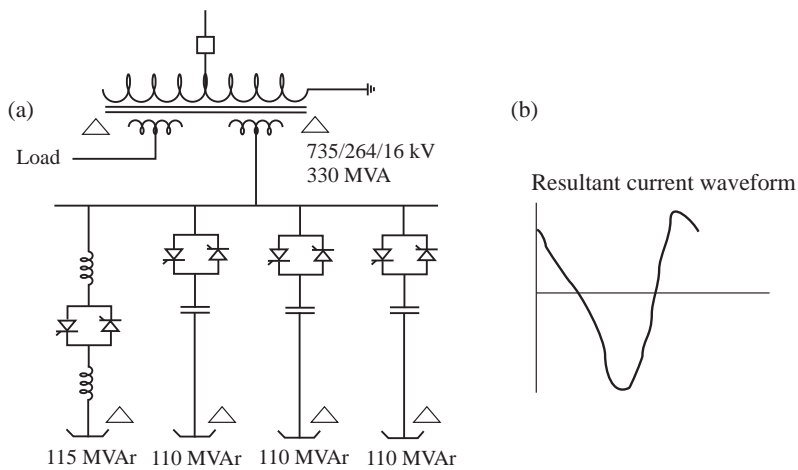 (a)
Load
735/264/16 kV
330 MVA
115 MVAr 110 MVAr 110 MVAr 110 MVAr
(b)
Resultant current waveform